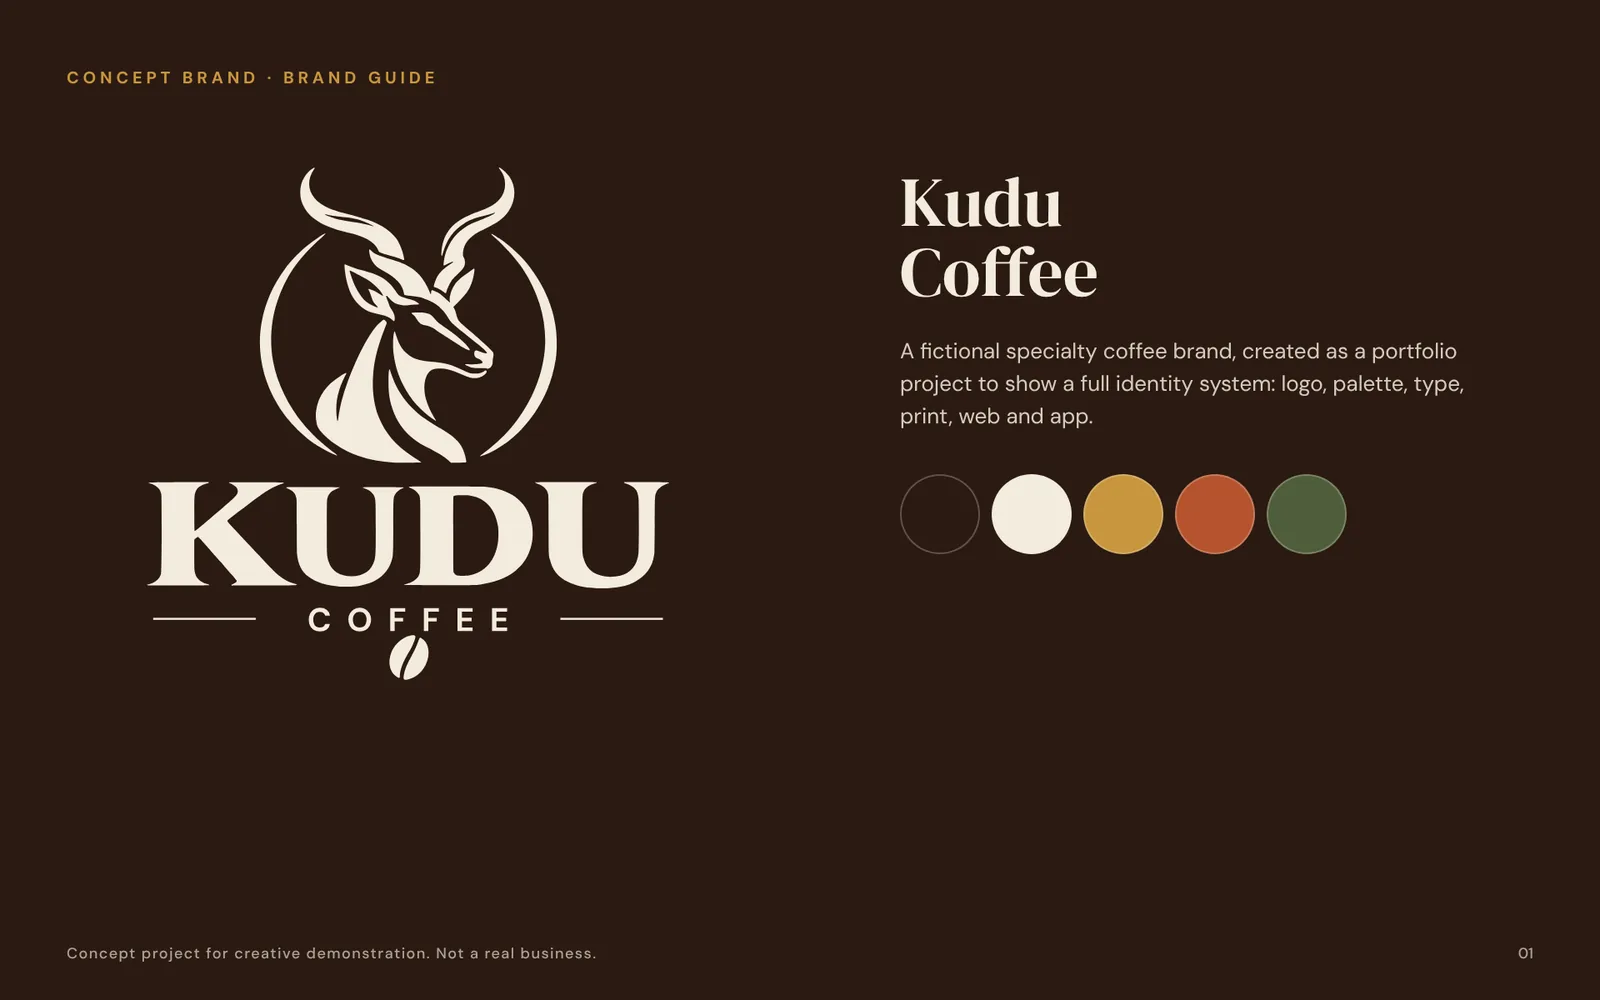 CONCEPT BRAND · BRAND GUIDE
KUDU
COFFEE
Kudu
Coffee
A fictional specialty coffee brand, created as a portfolio
project to show a full identity system: logo, palette, type,
print, web and app.
Concept project for creative demonstration. Not a real business.
01